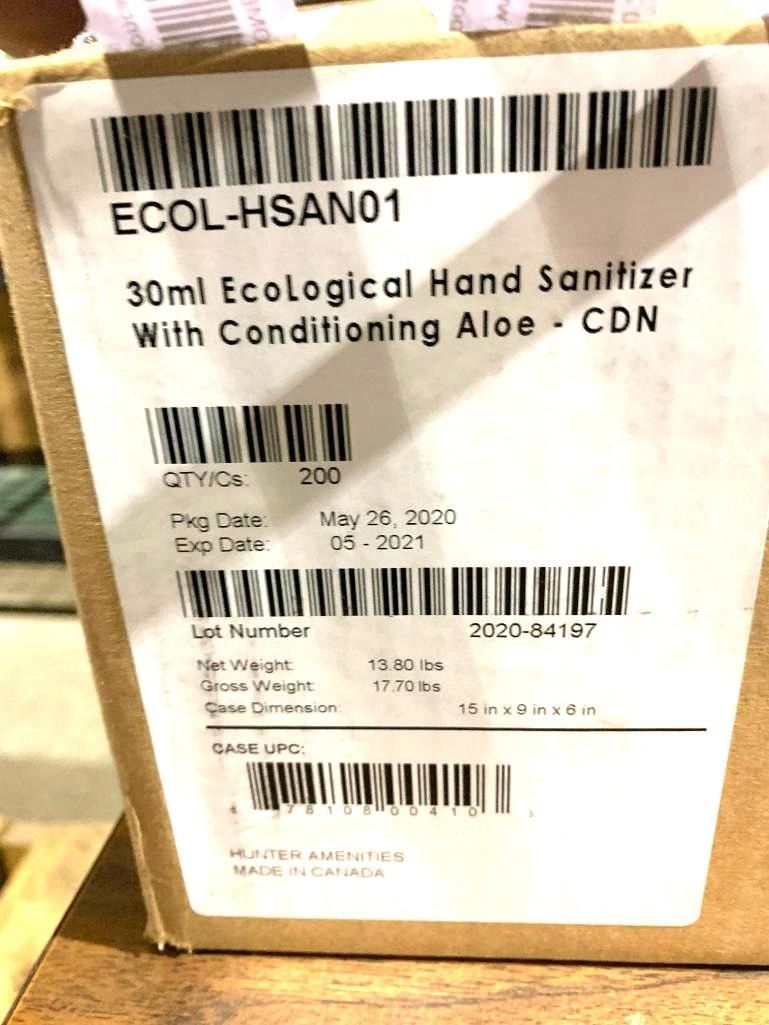 ECOL-HSAN01
30ml EcoLogical Hand Sanitizer
With Conditioning Aloe - CDN
QTY/Cs: 200
Pkg Date: May 26, 2020
Exp Date: 05 - 2021
Lot Number 2020-84197
Net Weight: 13.80 lbs
Gross Weight: 17.70 lbs
Case Dimension: 15 in x 9 in x 6 in
CASE UPC:
78108 00410
HUNTER AMENITIES
MADE IN CANADA